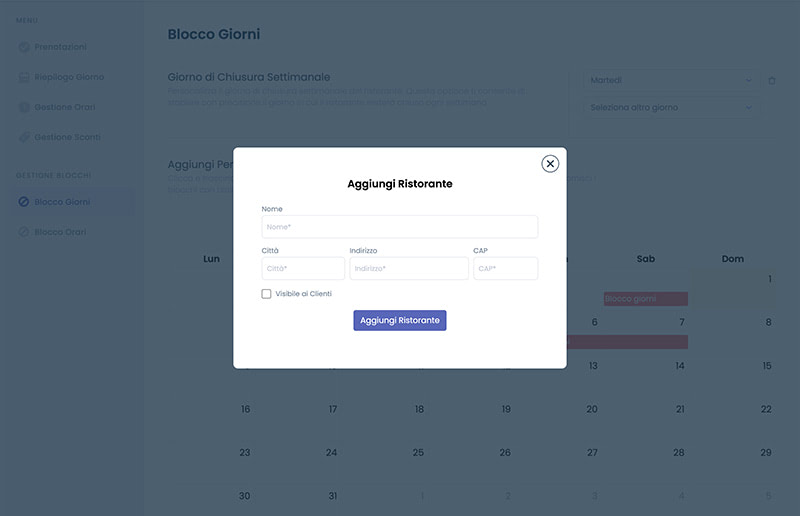 MENU
Prenotazioni
Riepilogo Giorno
Gestione Orari
Gestione Sconti
GESTIONE BLOCCHI
Blocco Giorni
Blocco Orari
Blocco Giorni
Giorno di Chiusura Settimanale
Martedì
Seleziona altro giorno
Aggiungi Per
Lun
Sab
Dom
1
Blocco giorni
6
7
8
13
14
15
16
17
18
19
20
21
22
23
24
25
26
27
28
29
30
31
1
2
3
4
5
Aggiungi Ristorante
Nome
Nome*
Città
Indirizzo
CAP
Città*
Indirizzo*
CAP*
Visibile ai Clienti
Aggiungi Ristorante